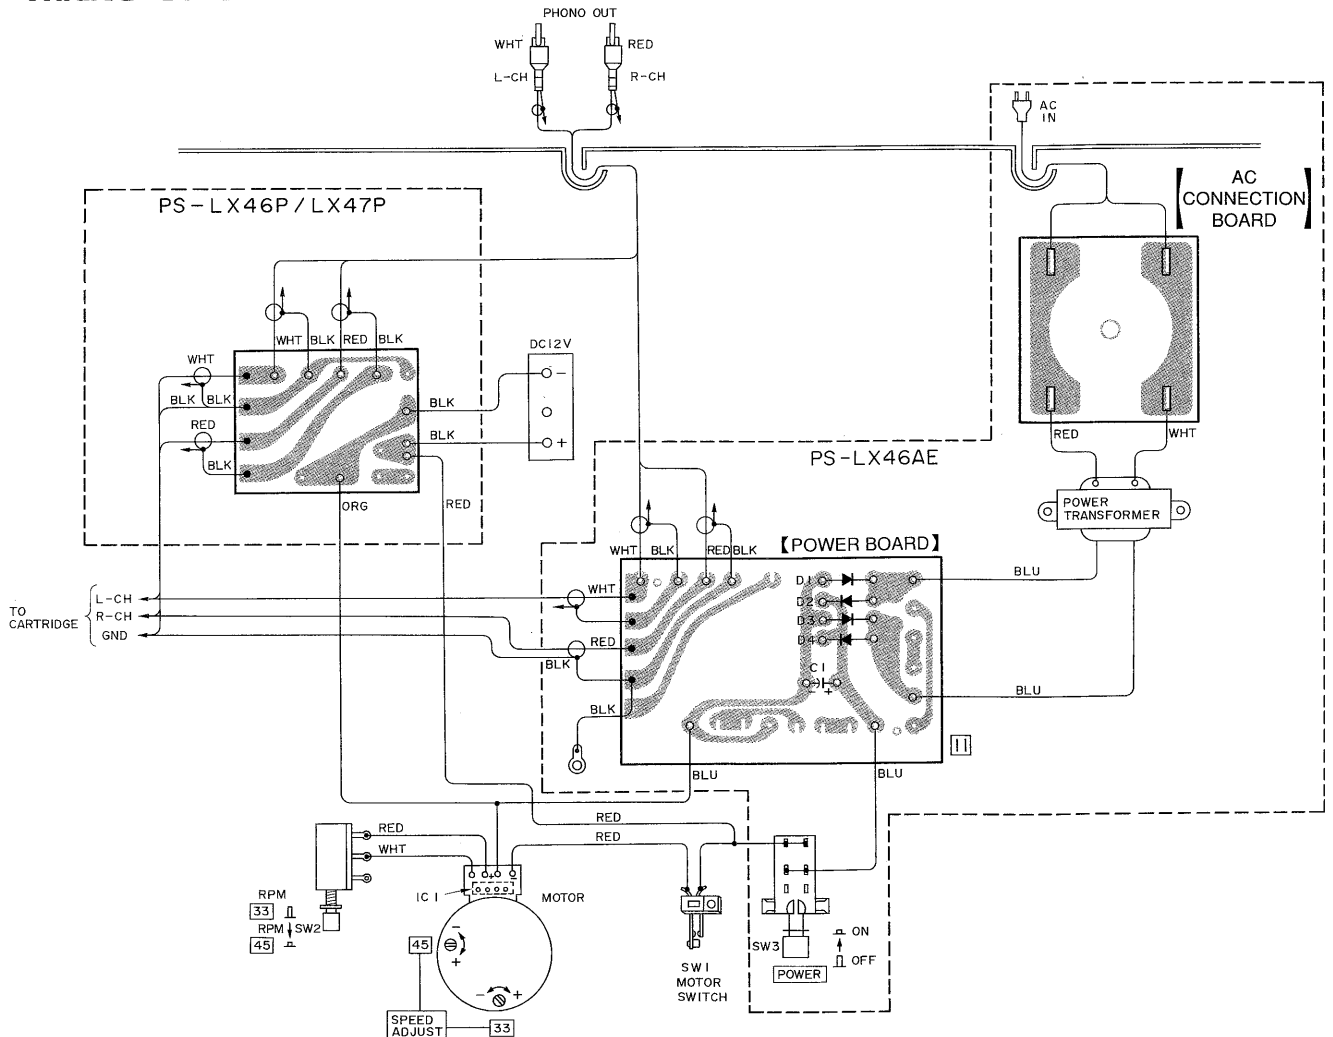 PHONO OUT
WHT RED
L-CH R-CH
AC
IN
PS-LX46P/LX47P
【AC
CONNECTION
BOARD】
WHT BLK RED BLK
DC12V
WHT
−
BLK BLK
BLK
RED
BLK
+
BLK
ORG
RED
RED WHT
PS-LX46AE
POWER
TRANSFORMER
WHT BLK RED BLK
【POWER BOARD】
TO
CARTRIDGE
L-CH
R-CH
GND
WHT
RED
BLK
BLK
D1
D2
D3
D4
C1
− +
BLU
BLU
11
BLU
BLU
RED
RED
RED
WHT
+ −
IC1
MOTOR
RPM
33
RPM SW2
45
45
−
+
− +
SPEED
ADJUST
33
SW1
MOTOR
SWITCH
SW3
POWER
ON
OFF